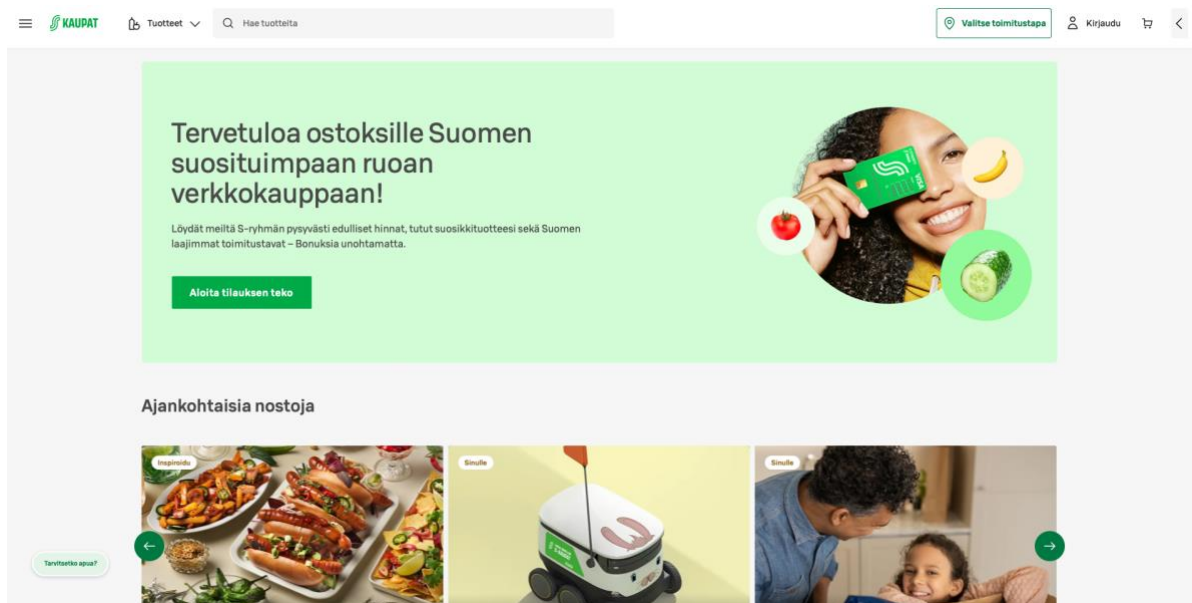 KAUPAT
Tuotteet
Hae tuotteita
Valitse toimitustapa
Kirjaudu
Tervetuloa ostoksille Suomen
suosituimpaan ruoan
verkkokauppaan!
Löydät meiltä S-ryhmän pysyvästi edulliset hinnat, tutut suosikkituotteesi sekä Suomen
laajimmat toimitustavat – Bonuksia unohtamatta.
Aloita tilauksen teko
VISA
Ajankohtaisia nostoja
Inspiroidu
Sinulle
Sinulle
Tarvitsetko apua?